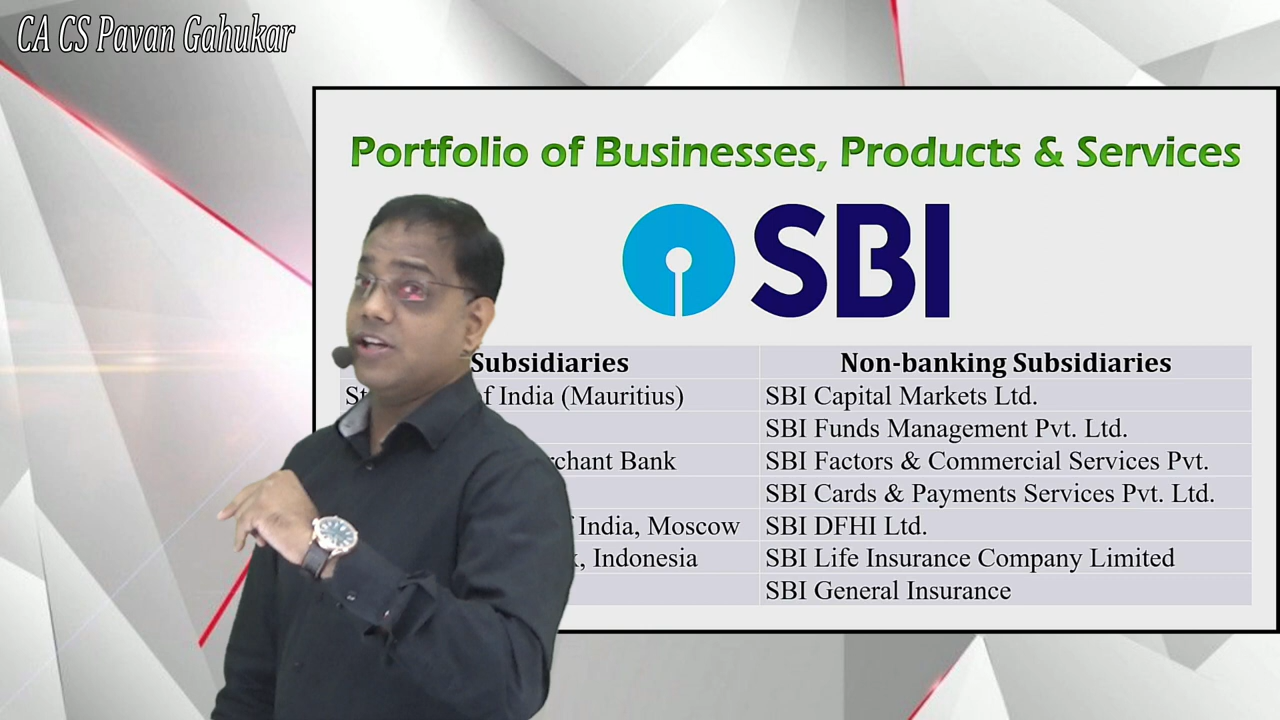 CA CS Pavan Gahukar
Portfolio of Businesses, Products & Services
SBI
Subsidiaries Non-banking Subsidiaries
of India (Mauritius) SBI Capital Markets Ltd.
SBI Funds Management Pvt. Ltd.
Bank SBI Factors & Commercial Services Pvt.
SBI Cards & Payments Services Pvt. Ltd.
India, Moscow SBI DFHI Ltd.
Indonesia SBI Life Insurance Company Limited
SBI General Insurance